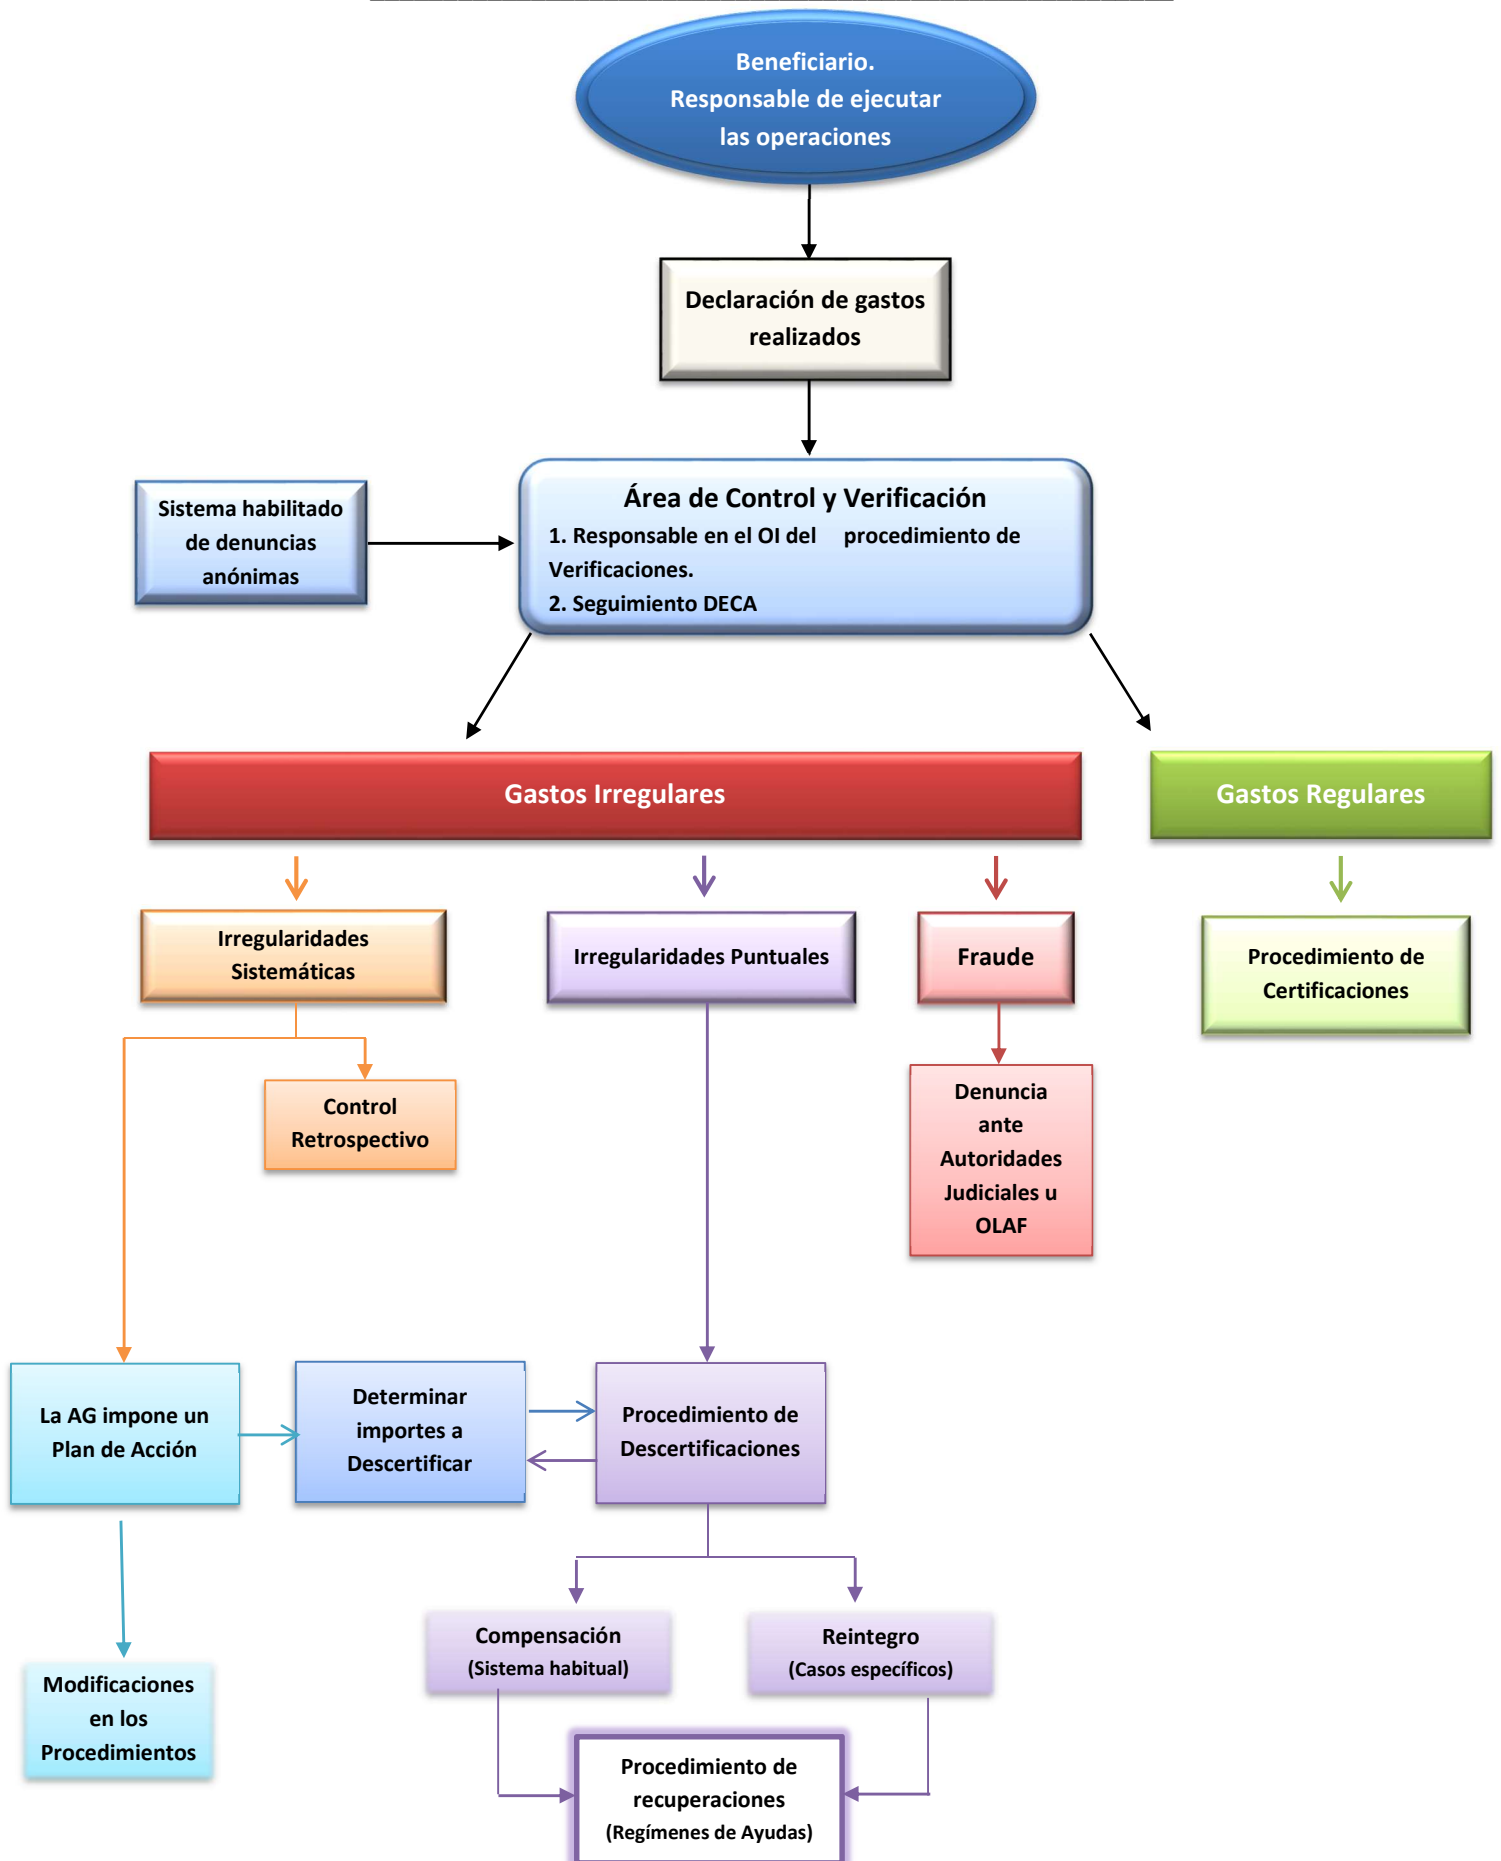 Beneficiario.
Responsable de ejecutar
las operaciones
Declaración de gastos
realizados
Sistema habilitado
de denuncias
anónimas
Área de Control y Verificación
1. Responsable en el OI del procedimiento de
Verificaciones.
2. Seguimiento DECA
Gastos Irregulares
Gastos Regulares
Irregularidades
Sistemáticas
Irregularidades Puntuales
Fraude
Procedimiento de
Certificaciones
Control
Retrospectivo
Denuncia
ante
Autoridades
Judiciales u
OLAF
La AG impone un
Plan de Acción
Determinar
importes a
Descertificar
Procedimiento de
Descertificaciones
Compensación
(Sistema habitual)
Reintegro
(Casos específicos)
Modificaciones
en los
Procedimientos
Procedimiento de
recuperaciones
(Regímenes de Ayudas)